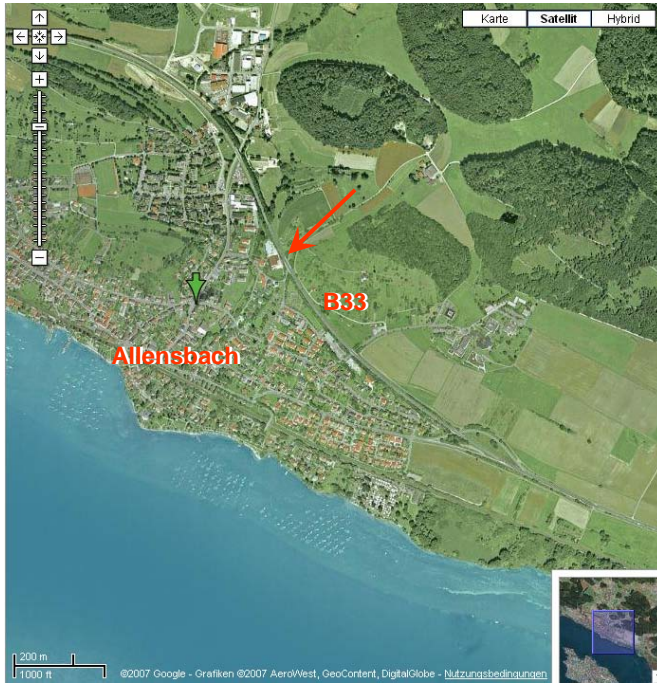 Karte Satellit Hybrid
B33
Allensbach
200 m
1000 ft
©2007 Google - Grafiken ©2007 AeroWest, GeoContent, DigitalGlobe - Nutzungsbedingungen